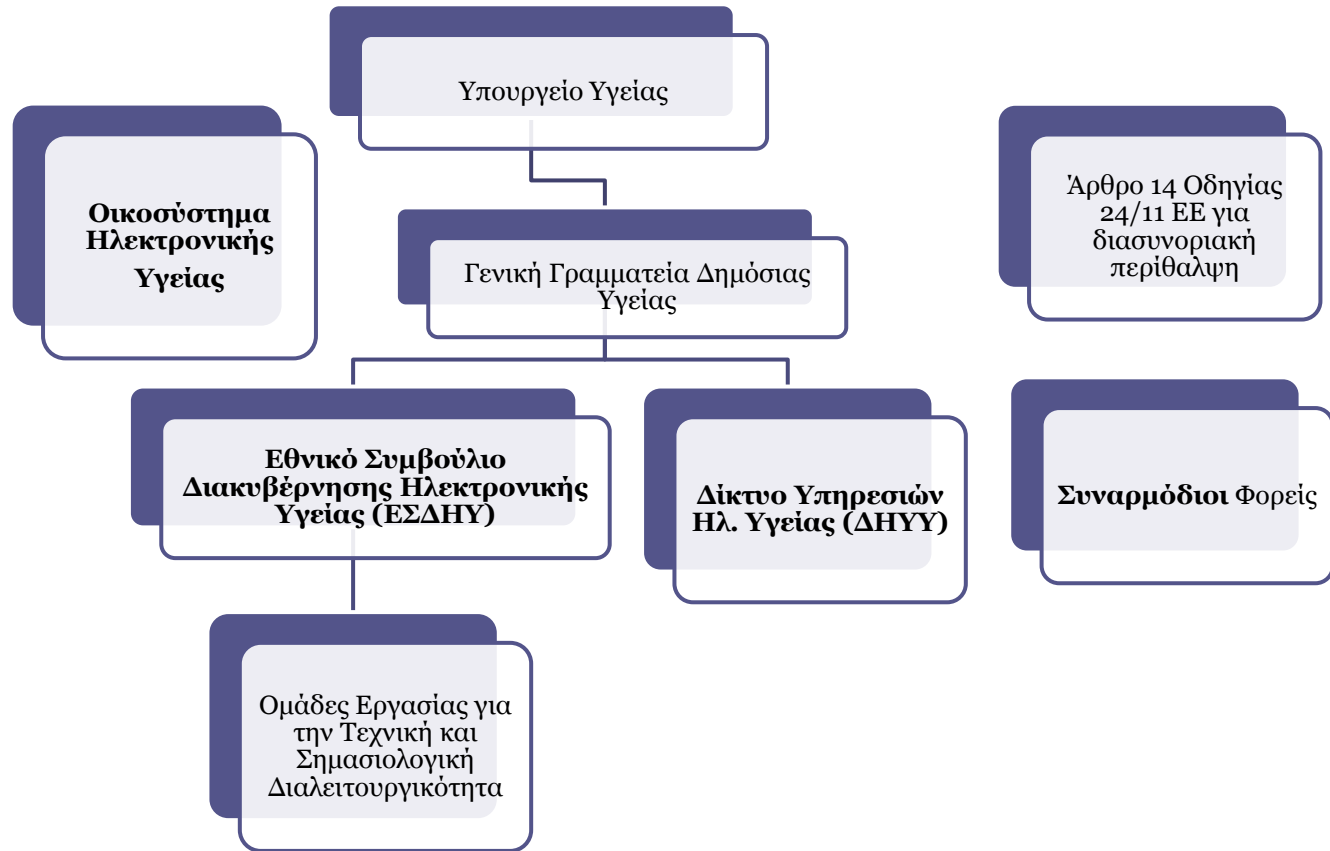 Υπουργείο Υγείας
Οικοσύστημα
Ηλεκτρονικής
Υγείας
Άρθρο 14 Οδηγίας
24/11 ΕΕ για
διασυνοριακή
περίθαλψη
Γενική Γραμματεία Δημόσιας
Υγείας
Εθνικό Συμβούλιο
Διακυβέρνησης Ηλεκτρονικής
Υγείας (ΕΣΔΗΥ)
Δίκτυο Υπηρεσιών
Ηλ. Υγείας (ΔΗΥΥ)
Συναρμόδιοι Φορείς
Ομάδες Εργασίας για
την Τεχνική και
Σημασιολογική
Διαλειτουργικότητα